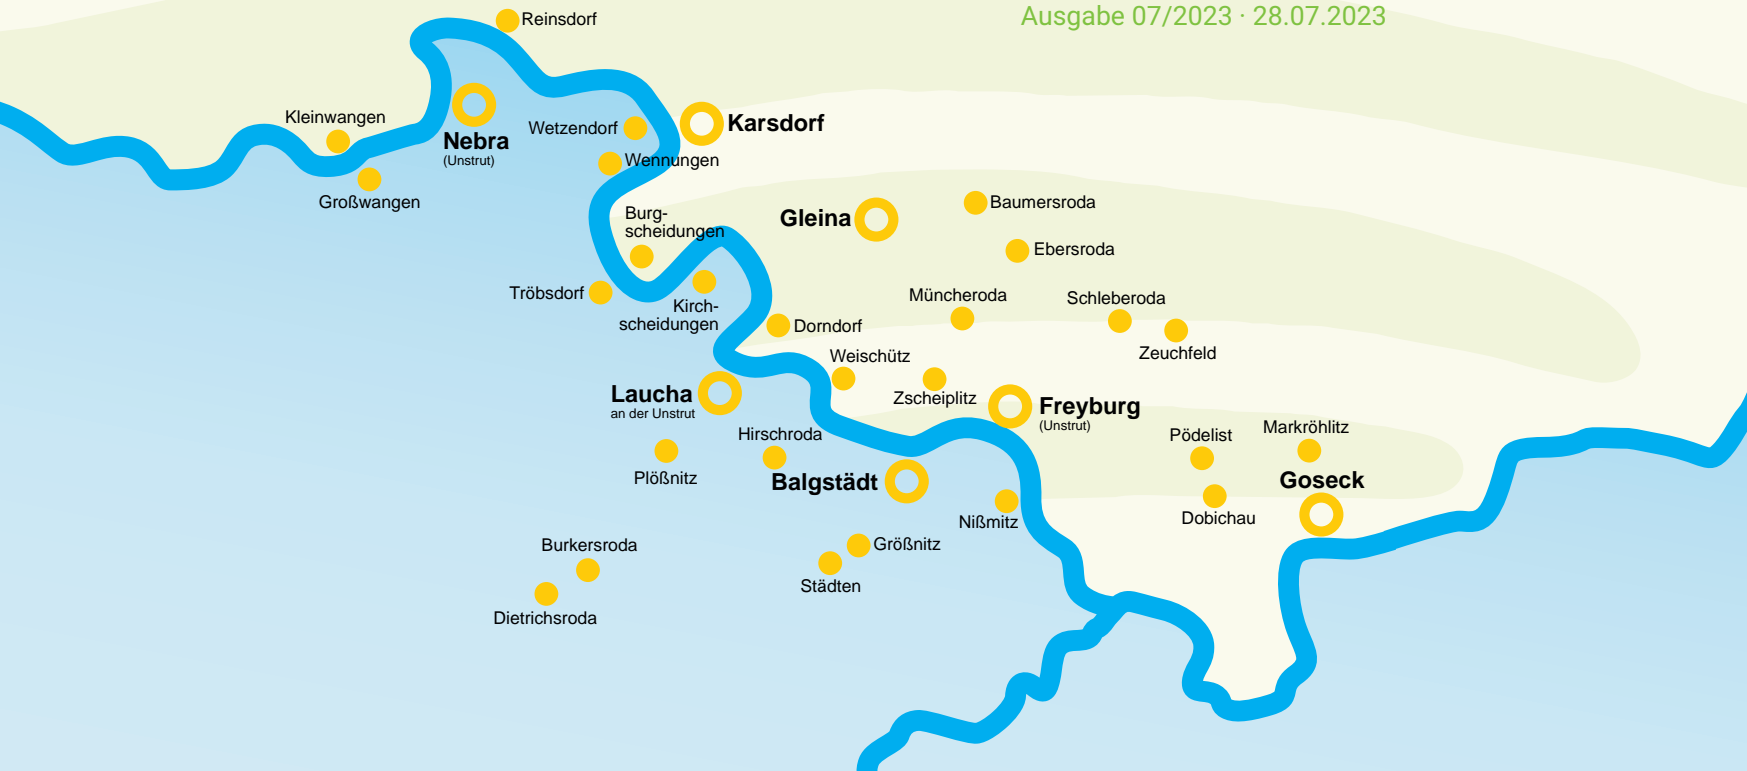 Ausgabe 07/2023 · 28.07.2023
Reinsdorf
Kleinwangen
Nebra
(Unstrut)
Wetzendorf
Karsdorf
Wennungen
Großwangen
Burg-
scheidungen
Gleina
Baumersroda
Ebersroda
Tröbsdorf
Kirch-
scheidungen
Müncheroda
Schleberoda
Dorndorf
Zeuchfeld
Weischütz
Laucha
an der Unstrut
Zscheiplitz
Freyburg
(Unstrut)
Hirschroda
Pödelist
Markröhlitz
Plößnitz
Balgstädt
Goseck
Nißmitz
Dobichau
Burkersroda
Größnitz
Städten
Dietrichsroda